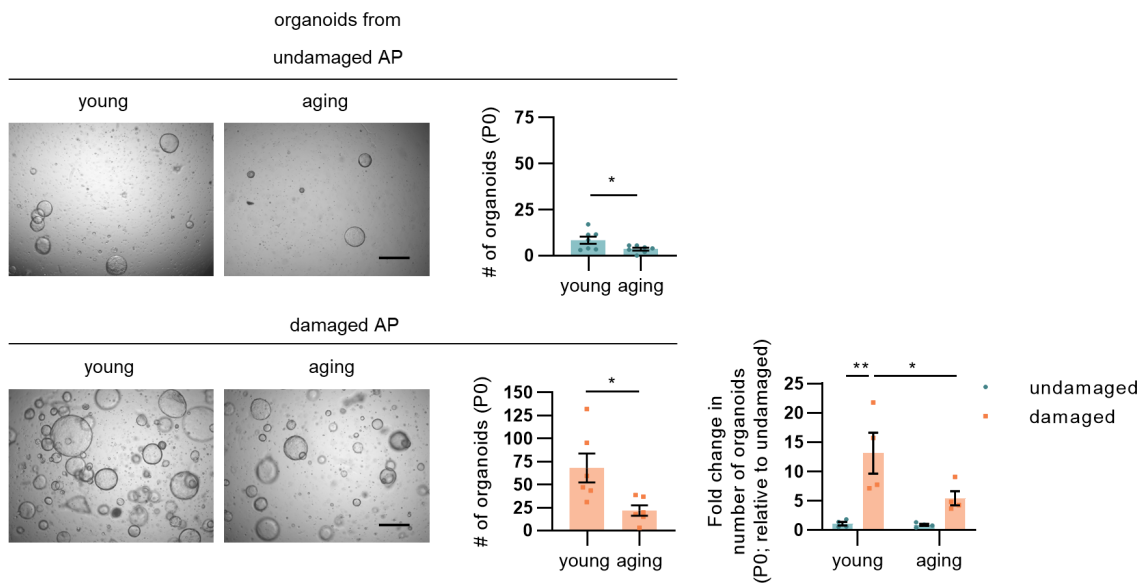 organoids from
undamaged AP
young
aging
# of organoids (P0)
75
50
25
0
*
young aging
damaged AP
young
aging
# of organoids (P0)
150
125
100
75
50
25
0
*
young aging
Fold change in
number of organoids
(P0; relative to undamaged)
25
20
15
10
5
0
**
*
young
aging
undamaged
damaged